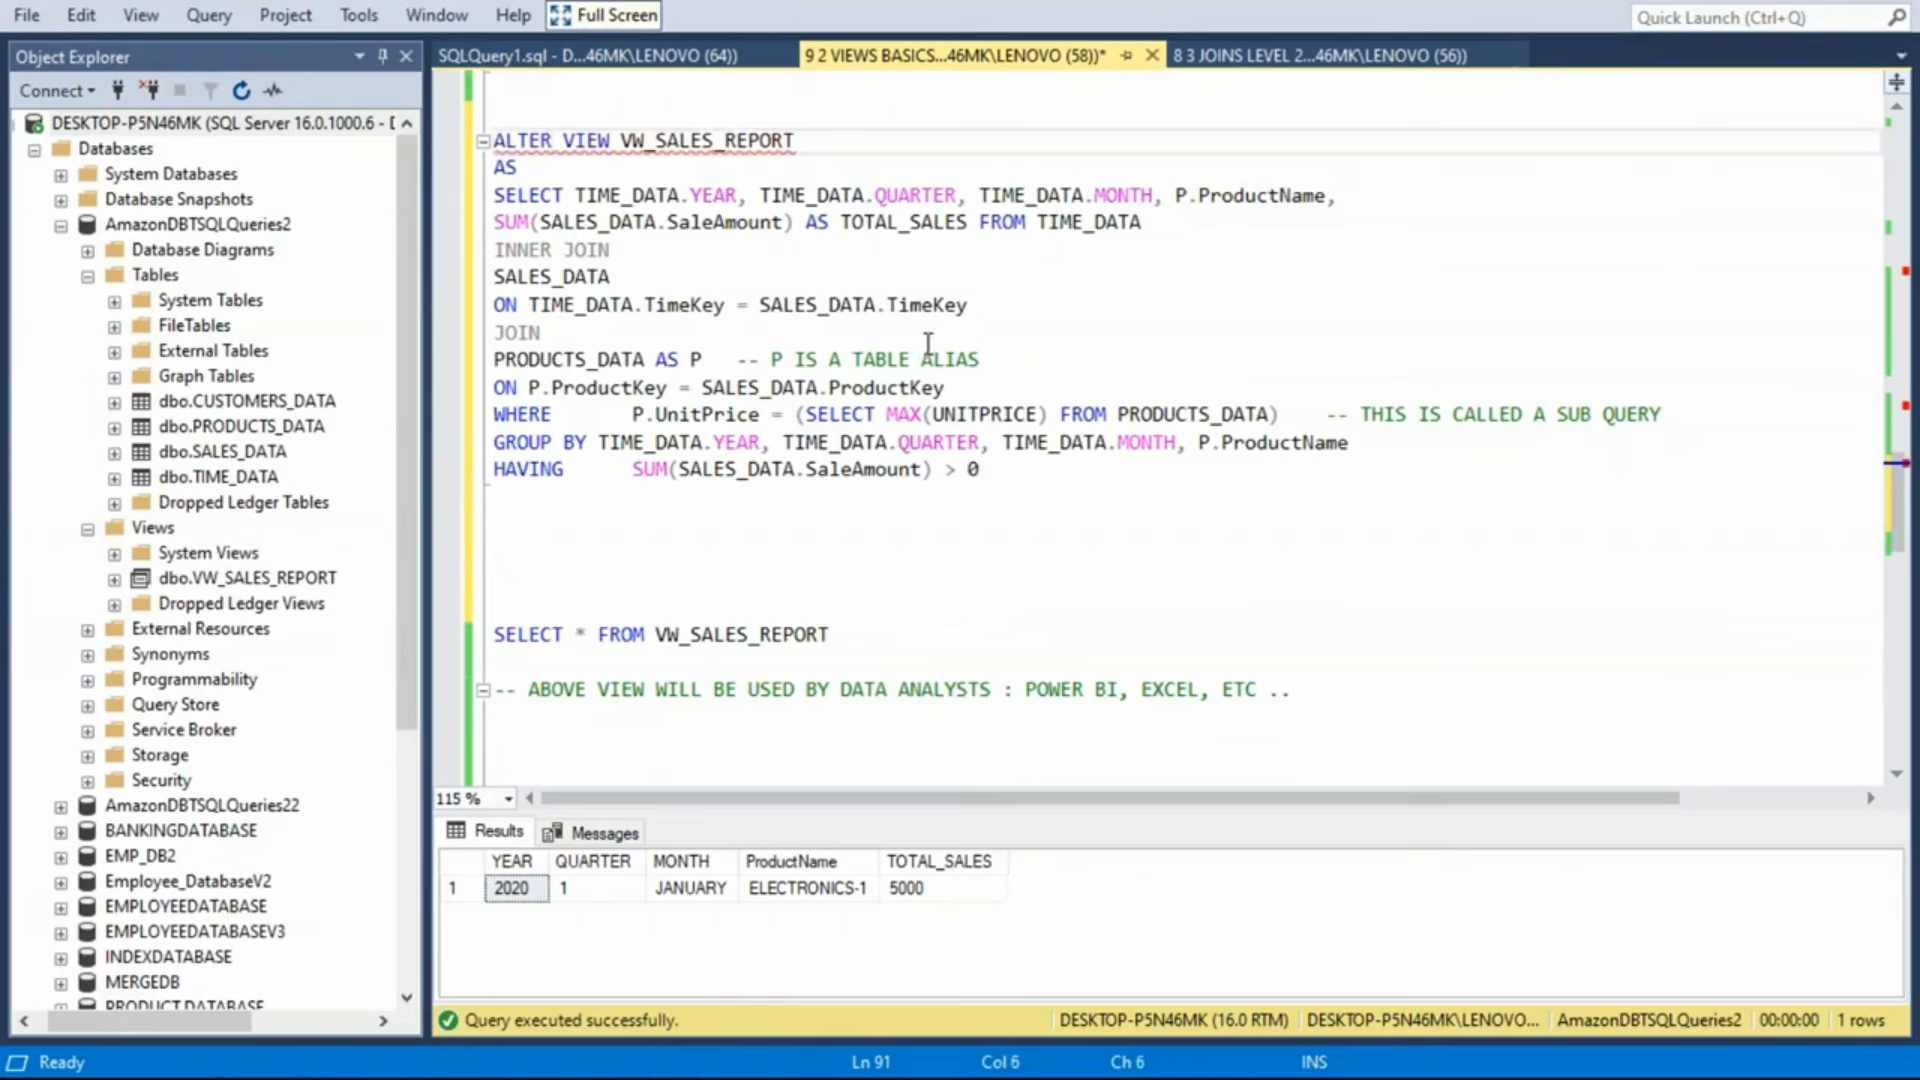 File Edit View Query Project Tools Window Help Full Screen
Quick Launch (Ctrl+Q)
Object Explorer
Connect
DESKTOP-P5N46MK (SQL Server 16.0.1000.6 - [
Databases
System Databases
Database Snapshots
AmazonDBTSQLQueries2
Database Diagrams
Tables
System Tables
FileTables
External Tables
Graph Tables
dbo.CUSTOMERS_DATA
dbo.PRODUCTS_DATA
dbo.SALES_DATA
dbo.TIME_DATA
Dropped Ledger Tables
Views
System Views
dbo.VW_SALES_REPORT
Dropped Ledger Views
External Resources
Synonyms
Programmability
Query Store
Service Broker
Storage
Security
AmazonDBTSQLQueries22
BANKINGDATABASE
EMP_DB2
Employee_DatabaseV2
EMPLOYEEDATABASE
EMPLOYEEDATABASEV3
INDEXDATABASE
MERGEDB
PRODUCT.DATABASE
SQLQuery1.sql - D...46MK\LENOVO (64)) 9 2 VIEWS BASICS...46MK\LENOVO (58))* 8 3 JOINS LEVEL 2...46MK\LENOVO (56))
ALTER VIEW VW_SALES_REPORT
AS
SELECT TIME_DATA.YEAR, TIME_DATA.QUARTER, TIME_DATA.MONTH, P.ProductName,
SUM(SALES_DATA.SaleAmount) AS TOTAL_SALES FROM TIME_DATA
INNER JOIN
SALES_DATA
ON TIME_DATA.TimeKey = SALES_DATA.TimeKey
JOIN
PRODUCTS_DATA AS P -- P IS A TABLE ALIAS
ON P.ProductKey = SALES_DATA.ProductKey
WHERE P.UnitPrice = (SELECT MAX(UNITPRICE) FROM PRODUCTS_DATA) -- THIS IS CALLED A SUB QUERY
GROUP BY TIME_DATA.YEAR, TIME_DATA.QUARTER, TIME_DATA.MONTH, P.ProductName
HAVING SUM(SALES_DATA.SaleAmount) > 0
SELECT * FROM VW_SALES_REPORT
-- ABOVE VIEW WILL BE USED BY DATA ANALYSTS : POWER BI, EXCEL, ETC ..
115 %
Results Messages
YEAR QUARTER MONTH ProductName TOTAL_SALES
1 2020 1 JANUARY ELECTRONICS-1 5000
Query executed successfully. DESKTOP-P5N46MK (16.0 RTM) DESKTOP-P5N46MK\LENOVO... AmazonDBTSQLQueries2 00:00:00 1 rows
Ready Ln 91 Col 6 Ch 6 INS